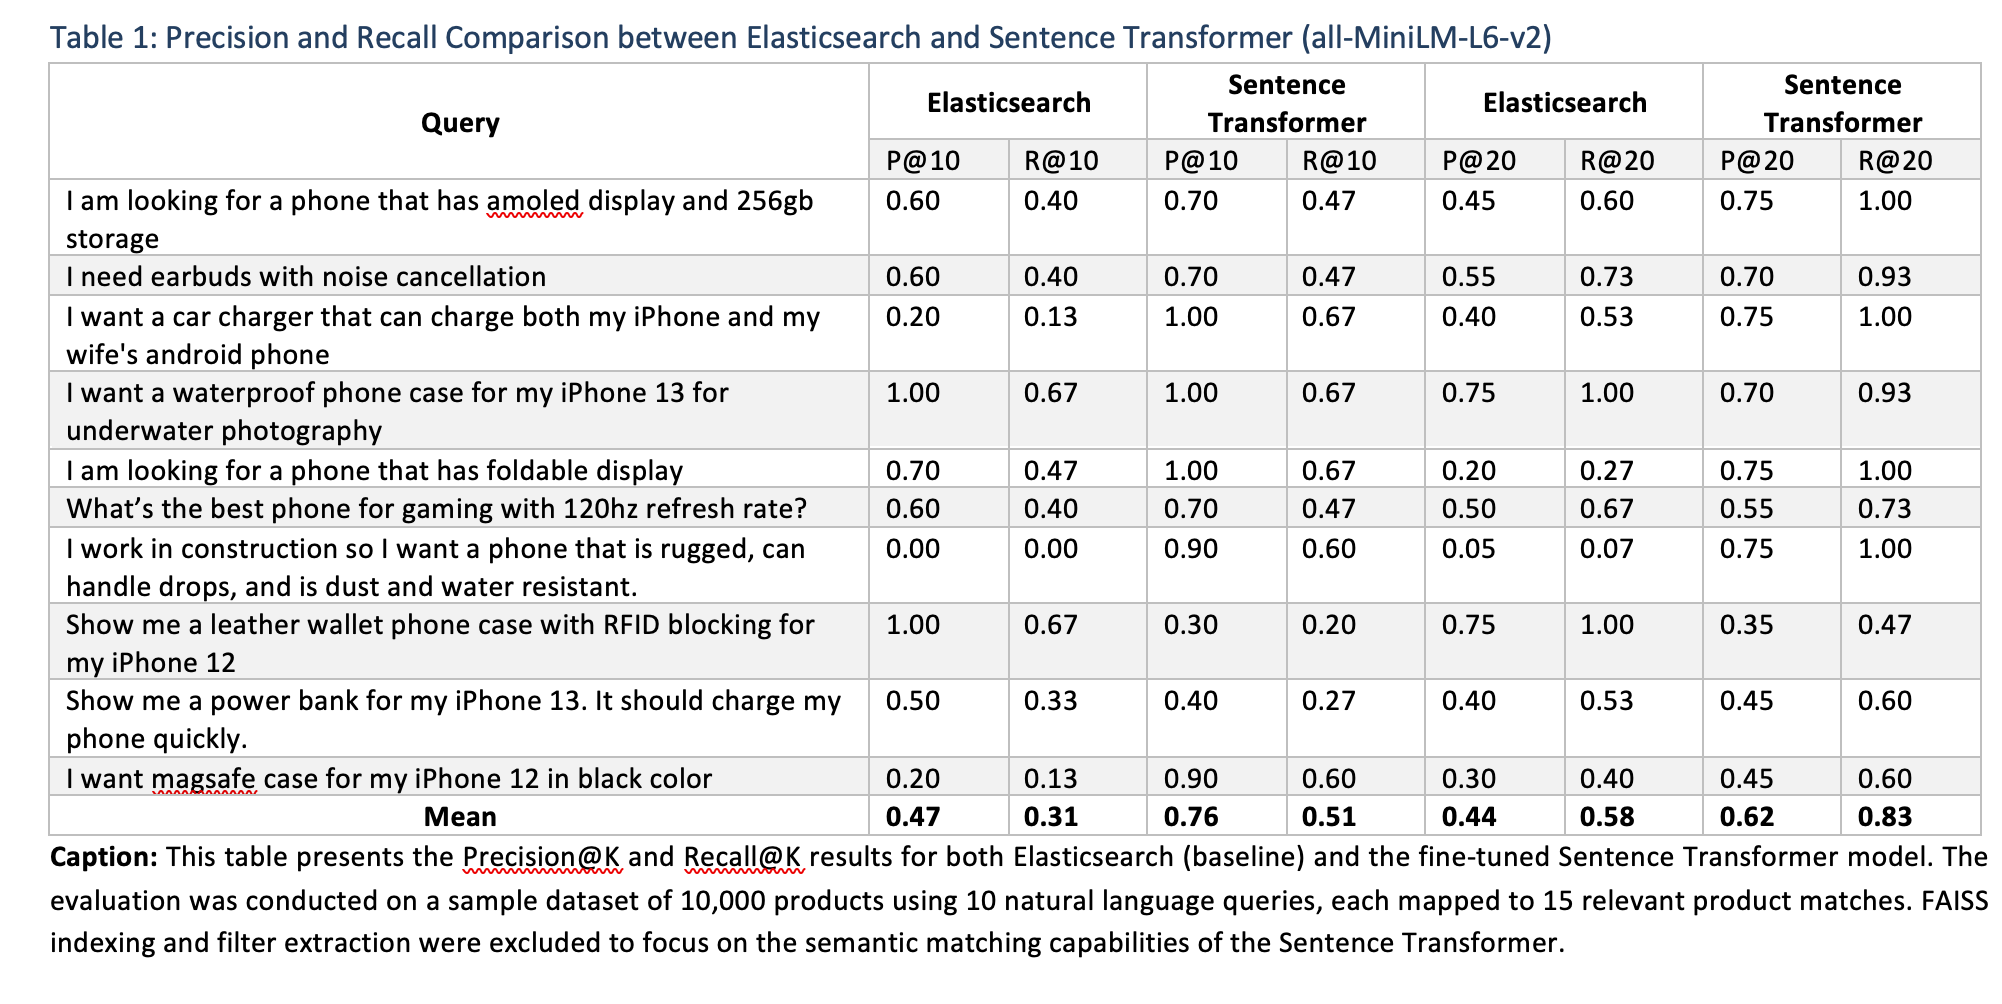 Table 1: Precision and Recall Comparison between Elasticsearch and Sentence Transformer (all-MiniLM-L6-v2)
Query
Elasticsearch
Sentence
Transformer
Elasticsearch
Sentence
Transformer
P@10 R@10 P@10 R@10 P@20 R@20 P@20 R@20
I am looking for a phone that has amoled display and 256gb 0.60 0.40 0.70 0.47 0.45 0.60 0.75 1.00
storage
I need earbuds with noise cancellation 0.60 0.40 0.70 0.47 0.55 0.73 0.70 0.93
I want a car charger that can charge both my iPhone and my 0.20 0.13 1.00 0.67 0.40 0.53 0.75 1.00
wife's android phone
I want a waterproof phone case for my iPhone 13 for 1.00 0.67 1.00 0.67 0.75 1.00 0.70 0.93
underwater photography
I am looking for a phone that has foldable display 0.70 0.47 1.00 0.67 0.20 0.27 0.75 1.00
What’s the best phone for gaming with 120hz refresh rate? 0.60 0.40 0.70 0.47 0.50 0.67 0.55 0.73
I work in construction so I want a phone that is rugged, can 0.00 0.00 0.90 0.60 0.05 0.07 0.75 1.00
handle drops, and is dust and water resistant.
Show me a leather wallet phone case with RFID blocking for 1.00 0.67 0.30 0.20 0.75 1.00 0.35 0.47
my iPhone 12
Show me a power bank for my iPhone 13. It should charge my 0.50 0.33 0.40 0.27 0.40 0.53 0.45 0.60
phone quickly.
I want magsafe case for my iPhone 12 in black color 0.20 0.13 0.90 0.60 0.30 0.40 0.45 0.60
Mean 0.47 0.31 0.76 0.51 0.44 0.58 0.62 0.83
Caption: This table presents the Precision@K and Recall@K results for both Elasticsearch (baseline) and the fine-tuned Sentence Transformer model. The
evaluation was conducted on a sample dataset of 10,000 products using 10 natural language queries, each mapped to 15 relevant product matches. FAISS
indexing and filter extraction were excluded to focus on the semantic matching capabilities of the Sentence Transformer.